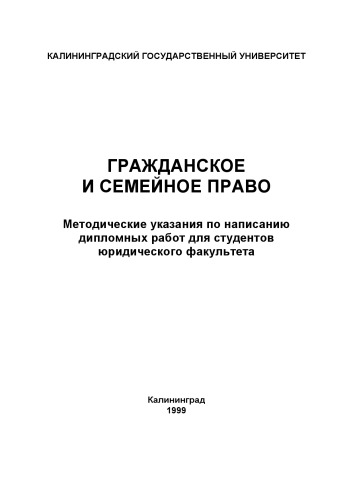 КАЛИНИНГРАДСКИЙ ГОСУДАРСТВЕННЫЙ УНИВЕРСИТЕТ
ГРАЖДАНСКОЕ
И СЕМЕЙНОЕ ПРАВО
Методические указания по написанию
дипломных работ для студентов
юридического факультета
Калининград
1999